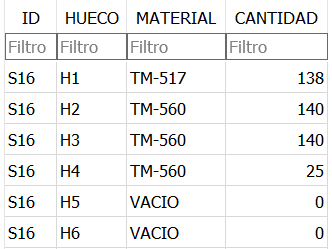 ID HUECO MATERIAL CANTIDAD
Filtro Filtro Filtro Filtro
S16 H1 TM-517 138
S16 H2 TM-560 140
S16 H3 TM-560 140
S16 H4 TM-560 25
S16 H5 VACIO 0
S16 H6 VACIO 0